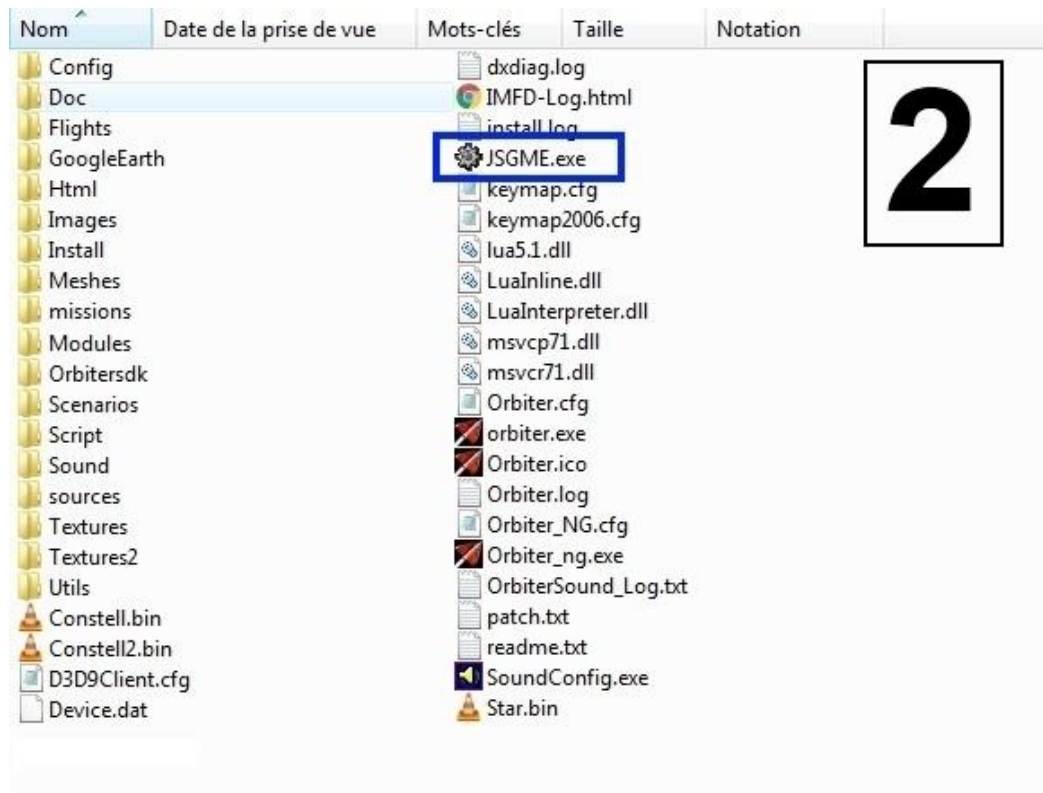 Nom Date de la prise de vue Mots-clés Taille Notation
Config
Doc
Flights
GoogleEarth
Html
Images
Install
Meshes
missions
Modules
Orbitersdk
Scenarios
Script
Sound
sources
Textures
Textures2
Utils
Constell.bin
Constell2.bin
D3D9Client.cfg
Device.dat
dxdiag.log
IMFD-Log.html
install.log
JSGME.exe
keymap.cfg
keymap2006.cfg
lua5.1.dll
LuaInline.dll
LuaInterpreter.dll
msvcp71.dll
msvcr71.dll
Orbiter.cfg
orbiter.exe
Orbiter.ico
Orbiter.log
Orbiter_NG.cfg
Orbiter_ng.exe
OrbiterSound_Log.txt
patch.txt
readme.txt
SoundConfig.exe
Star.bin
2